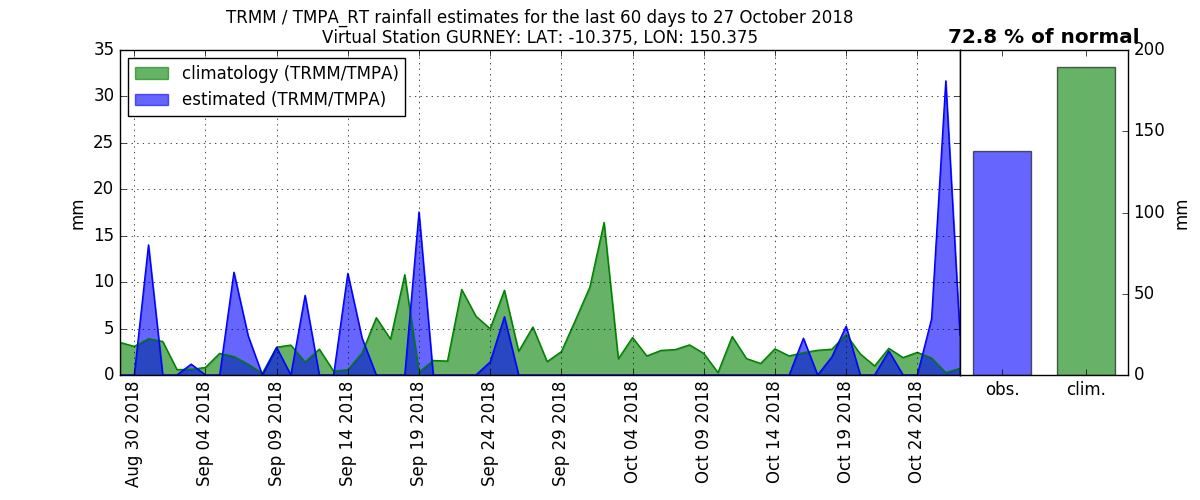 TRMM / TMPA_RT rainfall estimates for the last 60 days to 27 October 2018
Virtual Station GURNEY: LAT: -10.375, LON: 150.375
72.8 % of normal
climatology (TRMM/TMPA)
estimated (TRMM/TMPA)
35
30
25
20
15
10
5
0
mm
200
150
100
50
0
mm
obs.
clim.
Aug 30 2018
Sep 04 2018
Sep 09 2018
Sep 14 2018
Sep 19 2018
Sep 24 2018
Sep 29 2018
Oct 04 2018
Oct 09 2018
Oct 14 2018
Oct 19 2018
Oct 24 2018